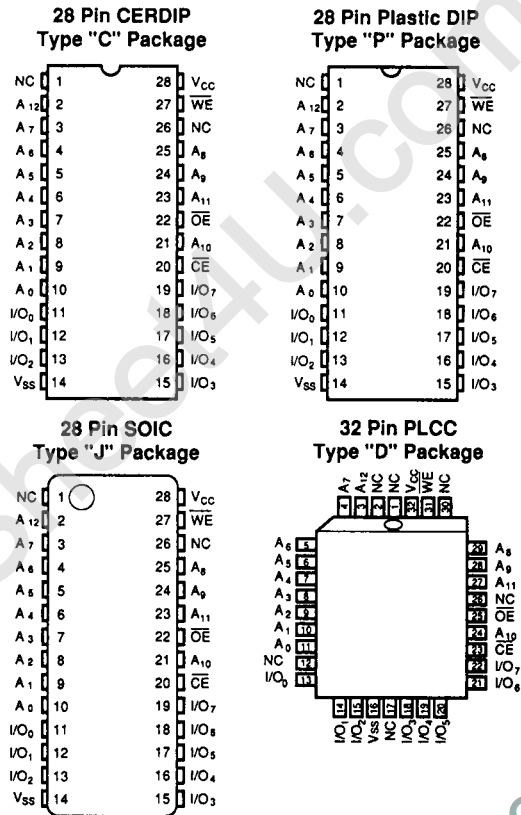 28 Pin CERDIP
Type "C" Package
NC 1 28 VCC
A12 2 27 WE
A7 3 26 NC
A6 4 25 A8
A5 5 24 A9
A4 6 23 A11
A3 7 22 OE
A2 8 21 A10
A1 9 20 CE
A0 10 19 I/O7
I/O0 11 18 I/O6
I/O1 12 17 I/O5
I/O2 13 16 I/O4
VSS 14 15 I/O3
28 Pin Plastic DIP
Type "P" Package
NC 1 28 VCC
A12 2 27 WE
A7 3 26 NC
A6 4 25 A8
A5 5 24 A9
A4 6 23 A11
A3 7 22 OE
A2 8 21 A10
A1 9 20 CE
A0 10 19 I/O7
I/O0 11 18 I/O6
I/O1 12 17 I/O5
I/O2 13 16 I/O4
VSS 14 15 I/O3
28 Pin SOIC
Type "J" Package
NC 1 28 VCC
A12 2 27 WE
A7 3 26 NC
A6 4 25 A8
A5 5 24 A9
A4 6 23 A11
A3 7 22 OE
A2 8 21 A10
A1 9 20 CE
A0 10 19 I/O7
I/O0 11 18 I/O6
I/O1 12 17 I/O5
I/O2 13 16 I/O4
VSS 14 15 I/O3
32 Pin PLCC
Type "D" Package
A7 A12 NC NC VCC WE NC
4 3 2 1 32 31 30
A6 5 29 A8
A5 6 28 A9
A4 7 27 A11
A3 8 26 NC
A2 9 25 OE
A1 10 24 A10
A0 11 23 CE
NC 12 22 I/O7
I/O0 13 21 I/O6
14 15 16 17 18 19 20
I/O1 I/O2 VSS NC I/O3 I/O4 I/O5
heet4U.com